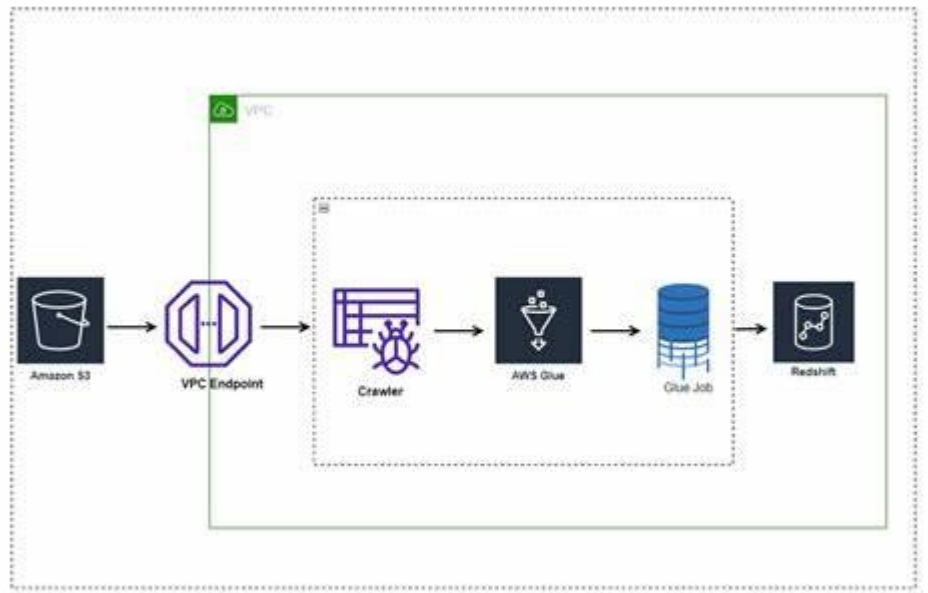 VPC
Amazon S3
VPC Endpoint
Crawler
AWS Glue
Glue Job
Redshift